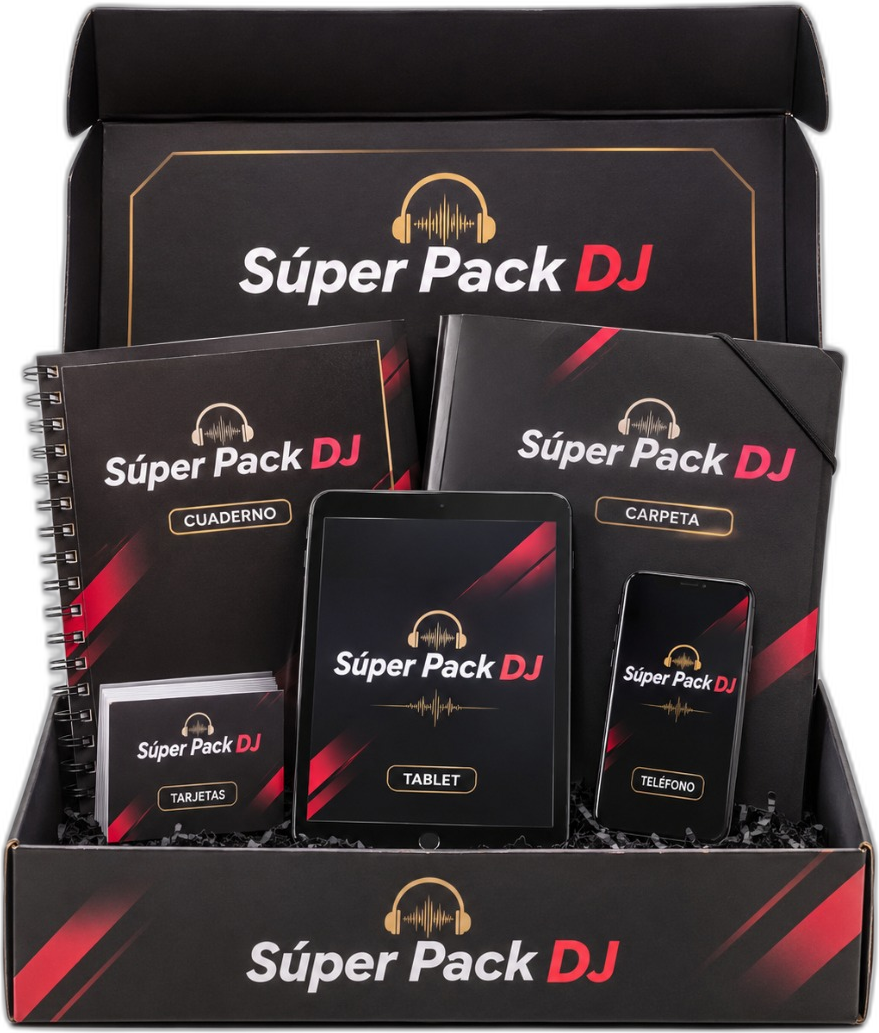 Súper Pack DJ
Súper Pack DJ
CUADERNO
Súper Pack DJ
CARPETA
Súper Pack DJ
TABLET
Súper Pack DJ
TELÉFONO
Súper Pack DJ
TARJETAS
Súper Pack DJ